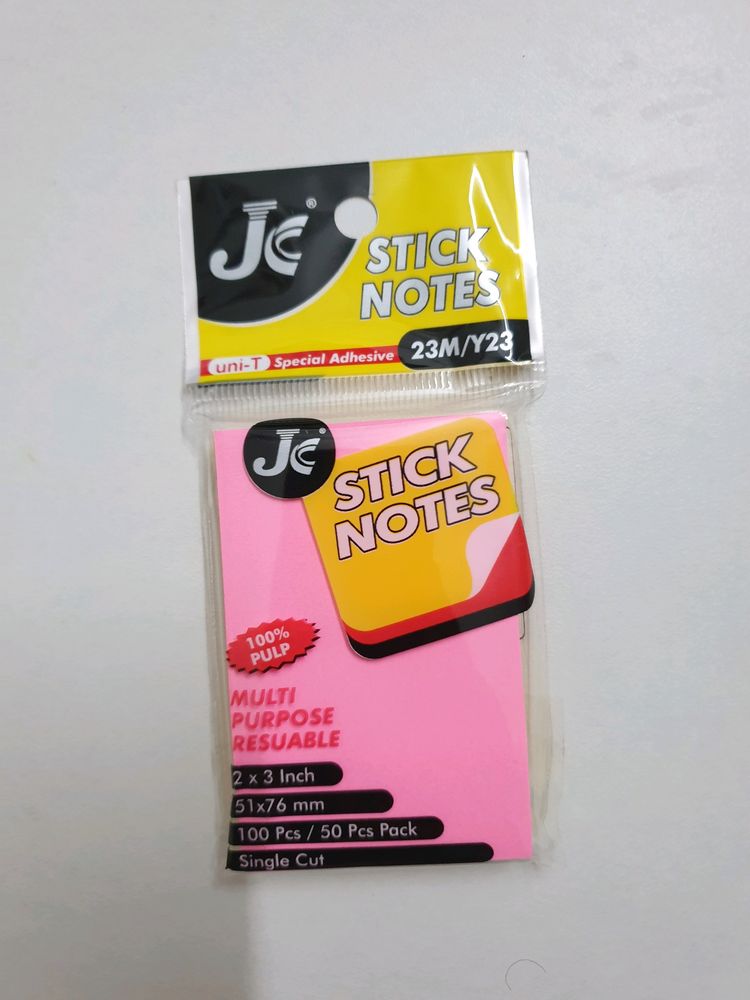 JC®
STICK
NOTES
uni-T Special Adhesive
23M/Y23
JC®
STICK
NOTES
100%
PULP
MULTI
PURPOSE
RESUABLE
2 x 3 Inch
51x76 mm
100 Pcs / 50 Pcs Pack
Single Cut